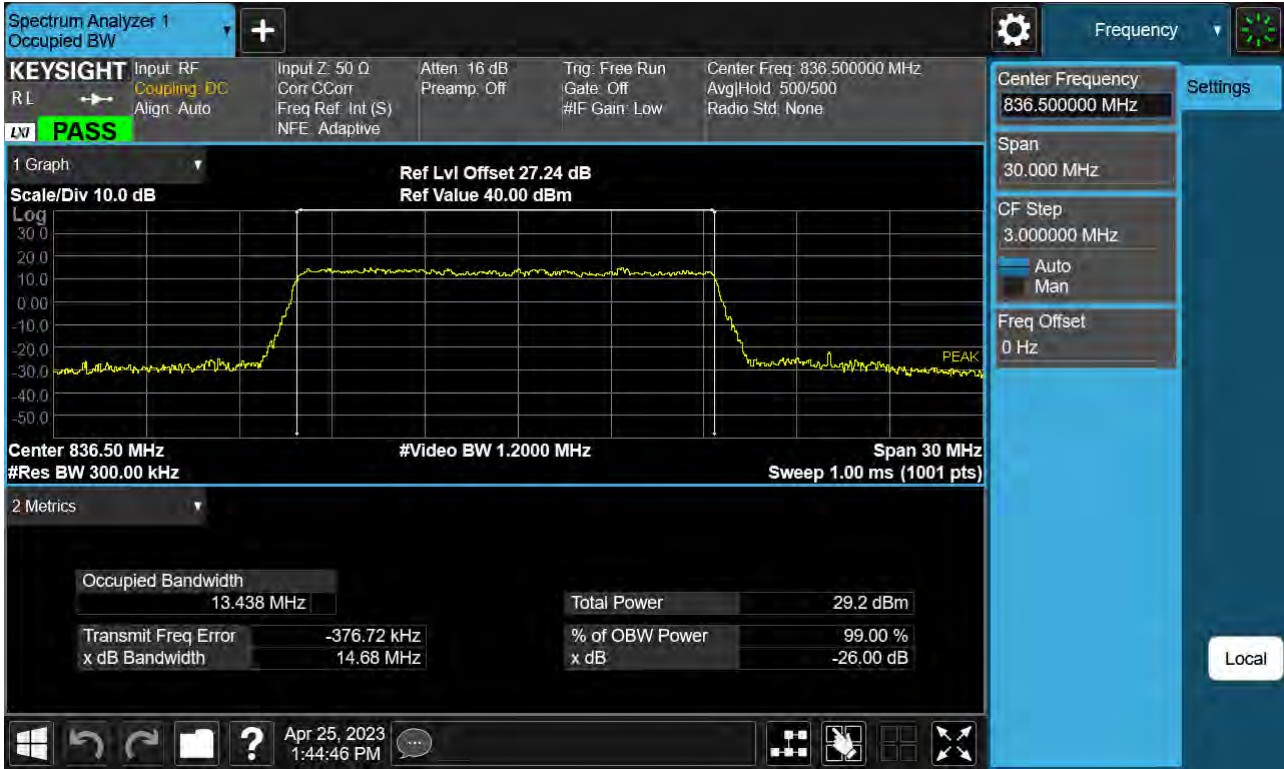 Spectrum Analyzer 1
Occupied BW
+
Frequency
KEYSIGHT Input: RF Input Z: 50 Ω Atten: 16 dB Trig: Free Run Center Freq: 836.500000 MHz
RL Coupling: DC Corr CCorr Preamp: Off Gate: Off Avg|Hold: 500/500
Align: Auto Freq Ref: Int (S) #IF Gain: Low Radio Std: None
LXI PASS NFE: Adaptive
Center Frequency
836.500000 MHz
Settings
Span
30.000 MHz
CF Step
3.000000 MHz
Auto
Man
Freq Offset
0 Hz
1 Graph
Ref Lvl Offset 27.24 dB
Scale/Div 10.0 dB Ref Value 40.00 dBm
Log
30.0
20.0
10.0
0.00
-10.0
-20.0
PEAK
-30.0
-40.0
-50.0
Center 836.50 MHz #Video BW 1.2000 MHz Span 30 MHz
#Res BW 300.00 kHz Sweep 1.00 ms (1001 pts)
2 Metrics
Occupied Bandwidth
13.438 MHz Total Power 29.2 dBm
Transmit Freq Error -376.72 kHz % of OBW Power 99.00 %
x dB Bandwidth 14.68 MHz x dB -26.00 dB
Local
? Apr 25, 2023
1:44:46 PM